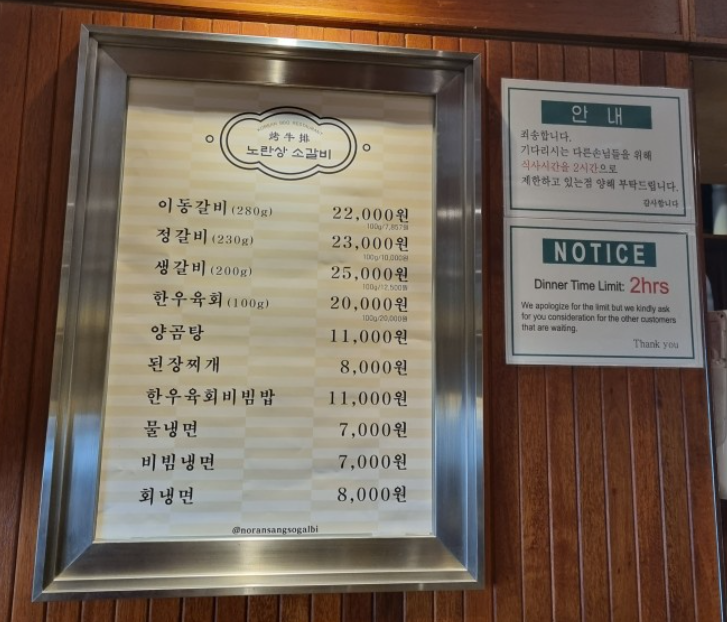 KOREAN BBQ RESTAURANT
烤牛排
노란상 소갈비
이동갈비 (280g) 22,000원
100g/7,857원
정갈비 (230g) 23,000원
100g/10,000원
생갈비 (200g) 25,000원
100g/12,500원
한우육회 (100g) 20,000원
100g/20,000원
양곰탕 11,000원
된장찌개 8,000원
한우육회비빔밥 11,000원
물냉면 7,000원
비빔냉면 7,000원
회냉면 8,000원
@noransangsogalbi
안 내
죄송합니다.
기다리시는 다른손님들을 위해
식사시간을 2시간으로
제한하고 있는점 양해 부탁드립니다.
감사합니다
NOTICE
Dinner Time Limit: 2hrs
We apologize for the limit but we kindly ask
for you consideration for the other customers
that are waiting.
Thank you